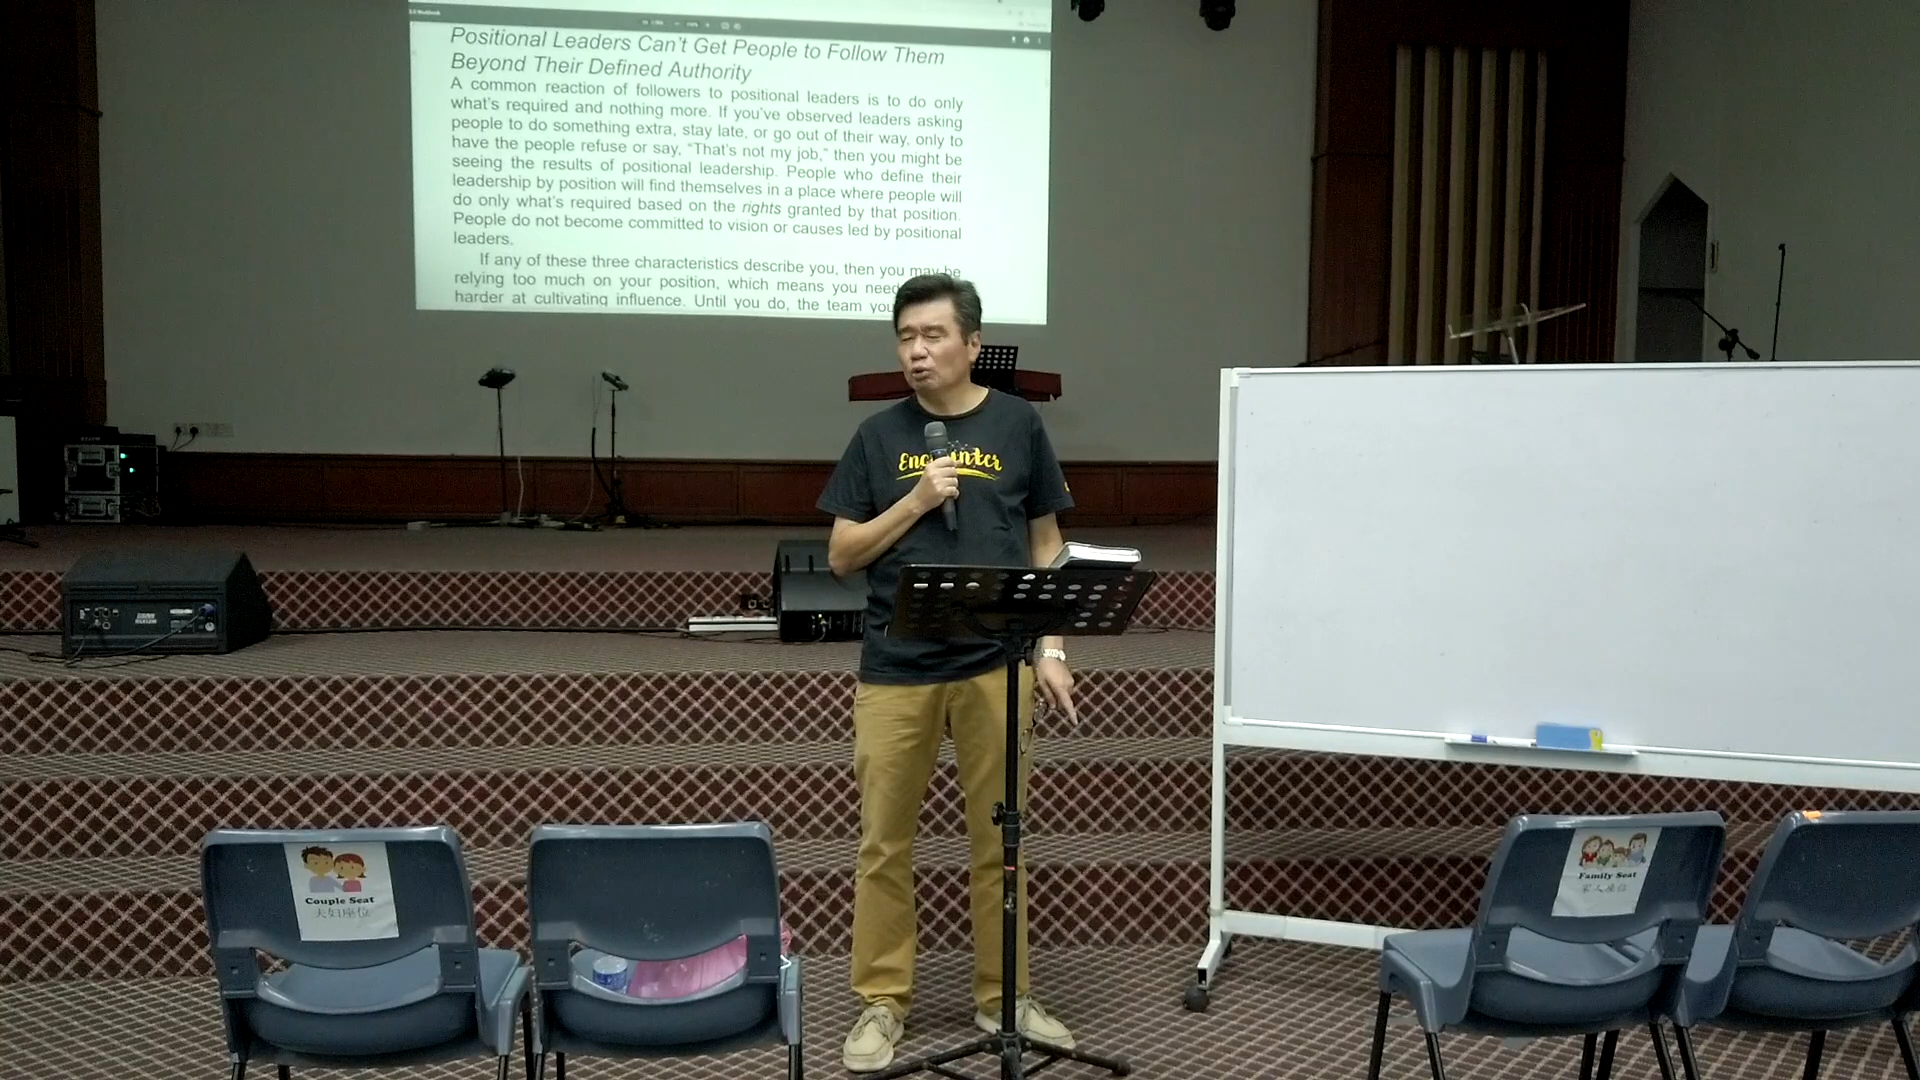 Positional Leaders Can't Get People to Follow Them
Beyond Their Defined Authority
A common reaction of followers to positional leaders is to do only
what's required and nothing more. If you've observed leaders asking
people to do something extra, stay late, or go out of their way, only to
have the people refuse or say, “That's not my job,” then you might be
seeing the results of positional leadership. People who define their
leadership by position will find themselves in a place where people will
do only what's required based on the rights granted by that position.
People do not become committed to vision or causes led by positional
leaders.
If any of these three characteristics describe you, then you may be
relying too much on your position, which means you need
harder at cultivating influence. Until you do, the team you
Couple Seat
夫妇座位
Family Seat
家人座位